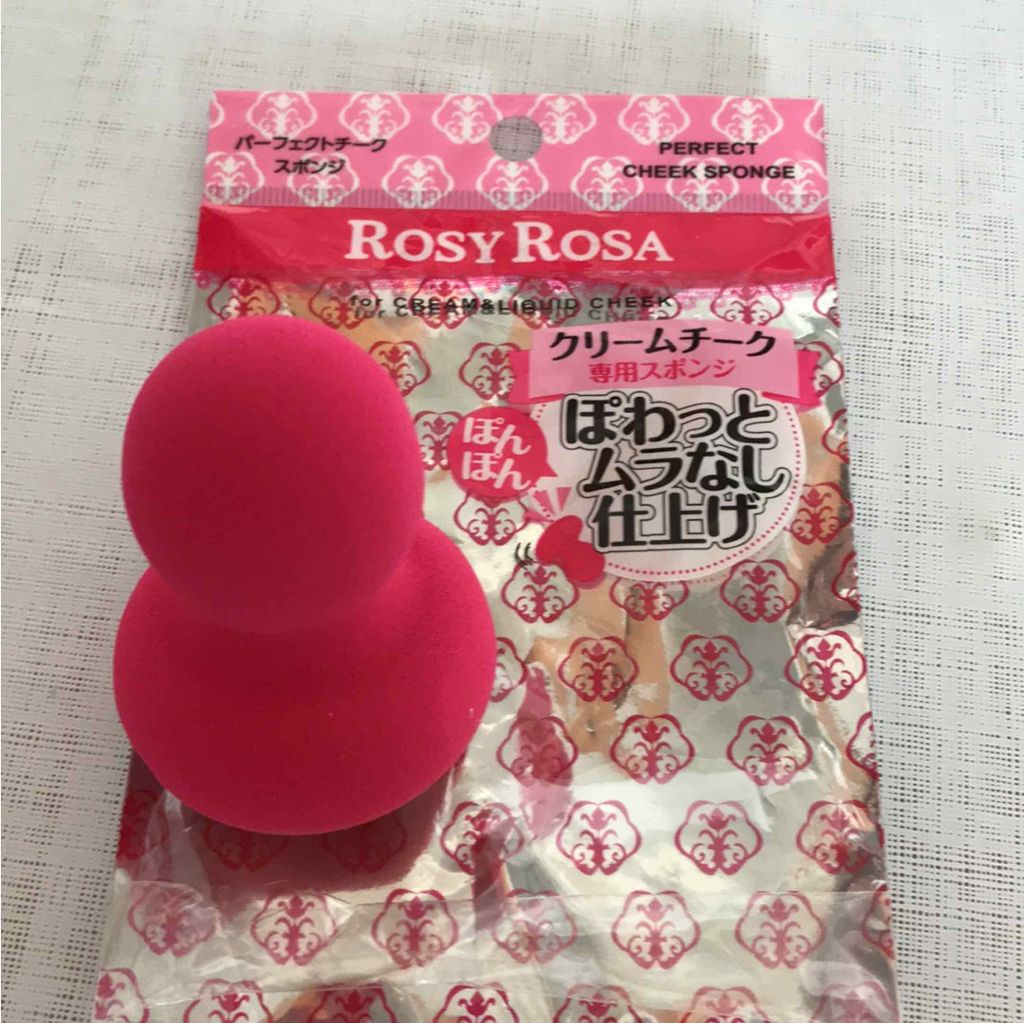 パーフェクトチーク
スポンジ
PERFECT
CHEEK SPONGE
ROSY ROSA
for CREAM&LIQUID CHEEK
クリームチーク
専用スポンジ
ぽん
ぽん
ぽわっと
ムラなし
仕上げ